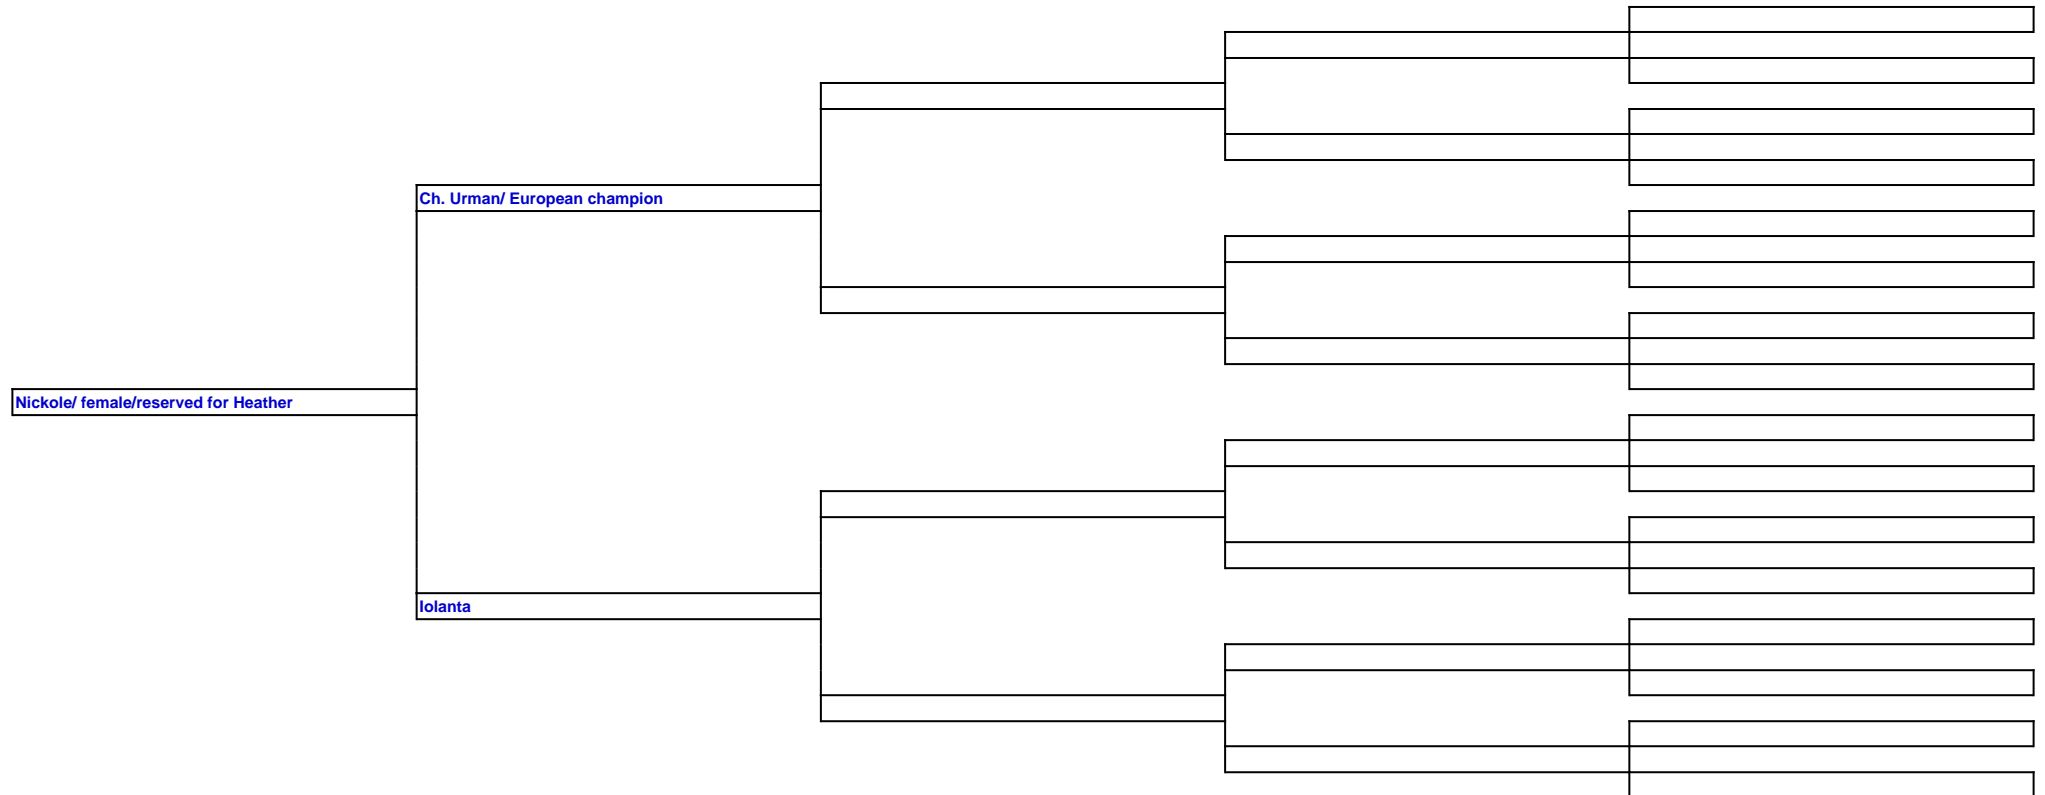 Ch. Urman/ European champion
Nickole/ female/reserved for Heather
Iolanta